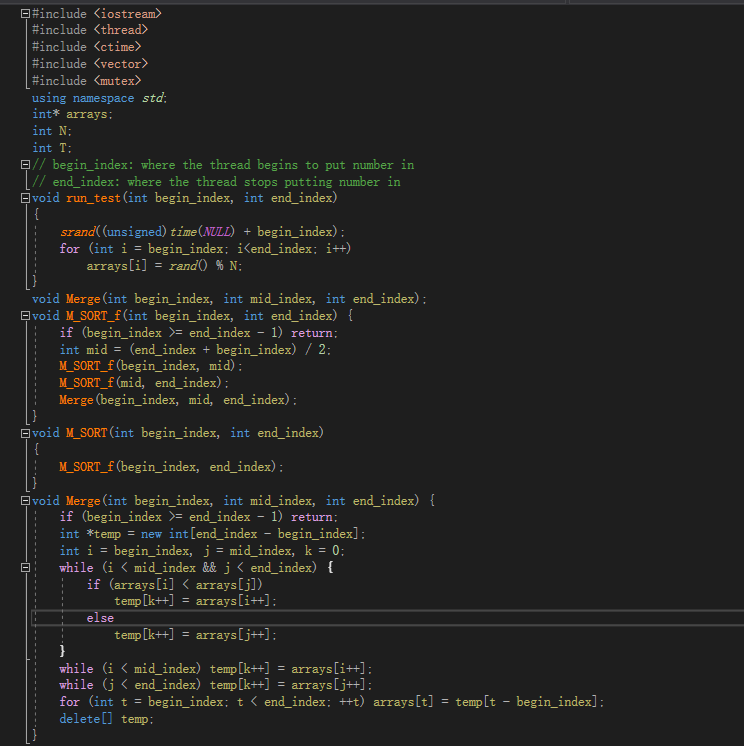 #include <iostream>
#include <thread>
#include <ctime>
#include <vector>
#include <mutex>
using namespace std;
int* arrays;
int N;
int T;
// begin_index: where the thread begins to put number in
// end_index: where the thread stops putting number in
void run_test(int begin_index, int end_index)
{
srand((unsigned)time(NULL) + begin_index);
for (int i = begin_index; i<end_index; i++)
arrays[i] = rand() % N;
}
void Merge(int begin_index, int mid_index, int end_index);
void M_SORT_f(int begin_index, int end_index) {
if (begin_index >= end_index - 1) return;
int mid = (end_index + begin_index) / 2;
M_SORT_f(begin_index, mid);
M_SORT_f(mid, end_index);
Merge(begin_index, mid, end_index);
}
void M_SORT(int begin_index, int end_index)
{
M_SORT_f(begin_index, end_index);
}
void Merge(int begin_index, int mid_index, int end_index) {
if (begin_index >= end_index - 1) return;
int *temp = new int[end_index - begin_index];
int i = begin_index, j = mid_index, k = 0;
while (i < mid_index && j < end_index) {
if (arrays[i] < arrays[j])
temp[k++] = arrays[i++];
else
temp[k++] = arrays[j++];
}
while (i < mid_index) temp[k++] = arrays[i++];
while (j < end_index) temp[k++] = arrays[j++];
for (int t = begin_index; t < end_index; ++t) arrays[t] = temp[t - begin_index];
delete[] temp;
}